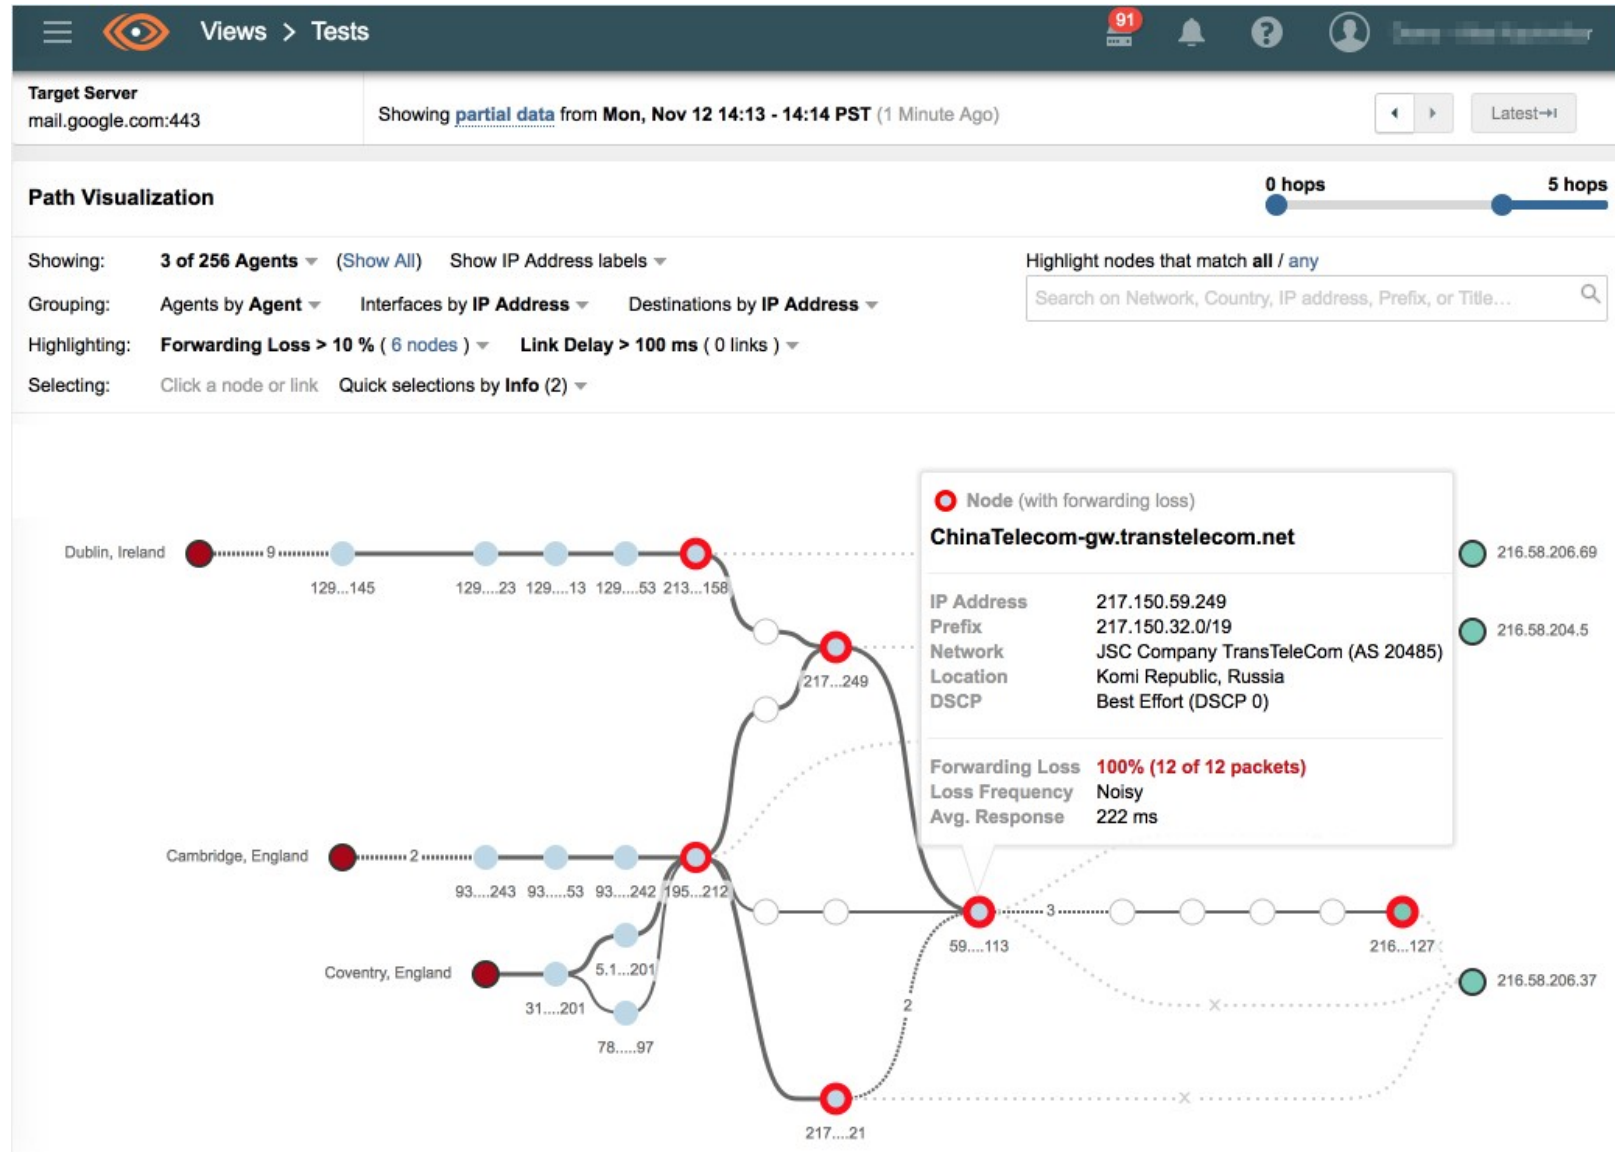 91
Views > Tests
Target Server
mail.google.com:443
Showing partial data from Mon, Nov 12 14:13 - 14:14 PST (1 Minute Ago)
Latest
Path Visualization
0 hops
5 hops
Showing: 3 of 256 Agents (Show All) Show IP Address labels
Highlight nodes that match all / any
Grouping: Agents by Agent Interfaces by IP Address Destinations by IP Address
Search on Network, Country, IP address, Prefix, or Title...
Highlighting: Forwarding Loss > 10 % ( 6 nodes ) Link Delay > 100 ms ( 0 links )
Selecting: Click a node or link Quick selections by Info (2)
Node (with forwarding loss)
ChinaTelecom-gw.transtelecom.net
IP Address 217.150.59.249
Prefix 217.150.32.0/19
Network JSC Company TransTeleCom (AS 20485)
Location Komi Republic, Russia
DSCP Best Effort (DSCP 0)
Forwarding Loss 100% (12 of 12 packets)
Loss Frequency Noisy
Avg. Response 222 ms
Dublin, Ireland
9
129...145
129....23
129....13
129....53
213...158
216.58.206.69
216.58.204.5
217...249
Cambridge, England
2
93....243
93....53
93....242
195...212
3
59....113
216...127
Coventry, England
5.1...201
31....201
78.....97
2
216.58.206.37
217....21